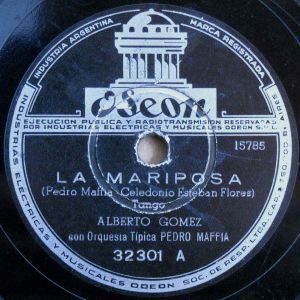 INDUSTRIA ARGENTINA
MARCA REGISTRADA
Odeon
EJECUCION PUBLICA Y RADIOTRANSMISION RESERVADAS
POR INDUSTRIAS ELECTRICAS Y MUSICALES ODEON
15785
LA MARIPOSA
(Pedro Maffia - Celedonio Esteban Flores)
Tango
ALBERTO GOMEZ
con Orquesta Típica PEDRO MAFFIA
32301 A
INDUSTRIAS ELECTRICAS Y MUSICALES ODEON SOC. DE RESP. LTDA. CAP.